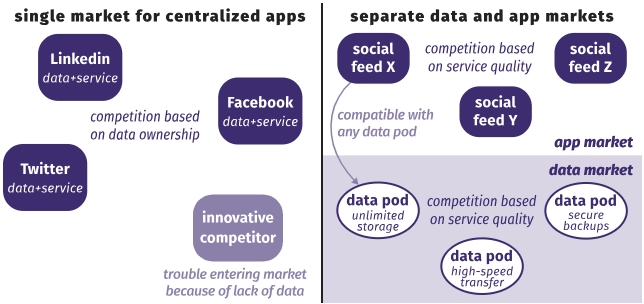 single market for centralized apps
Linkedin
data+service
Facebook
data+service
competition based
on data ownership
Twitter
data+service
innovative
competitor
trouble entering market
because of lack of data
separate data and app markets
social
feed X
competition based
on service quality
social
feed Z
social
feed Y
compatible with
any data pod
app market
data market
data pod
unlimited
storage
competition based
on service quality
data pod
secure
backups
data pod
high-speed
transfer